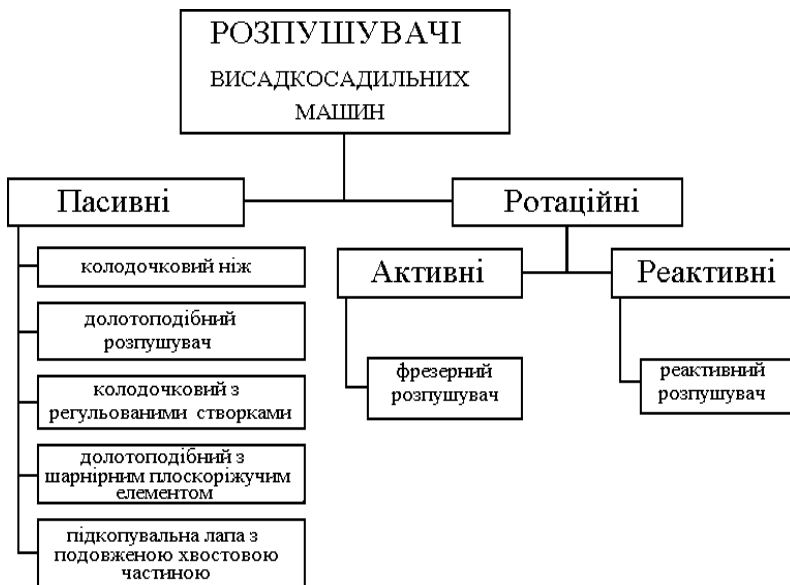 РОЗПУШУВАЧІ
ВИСАДКОСАДИЛЬНИХ
МАШИН
Пасивні
Ротаційні
колодочковий ніж
долотоподібний
розпушувач
колодочковий з
регульованими створками
долотоподібний з
шарнірним плоскоріжучим
елементом
підкопувальна лапа з
подовженою хвостовою
частиною
Активні
Реактивні
фрезерний
розпушувач
реактивний
розпушувач